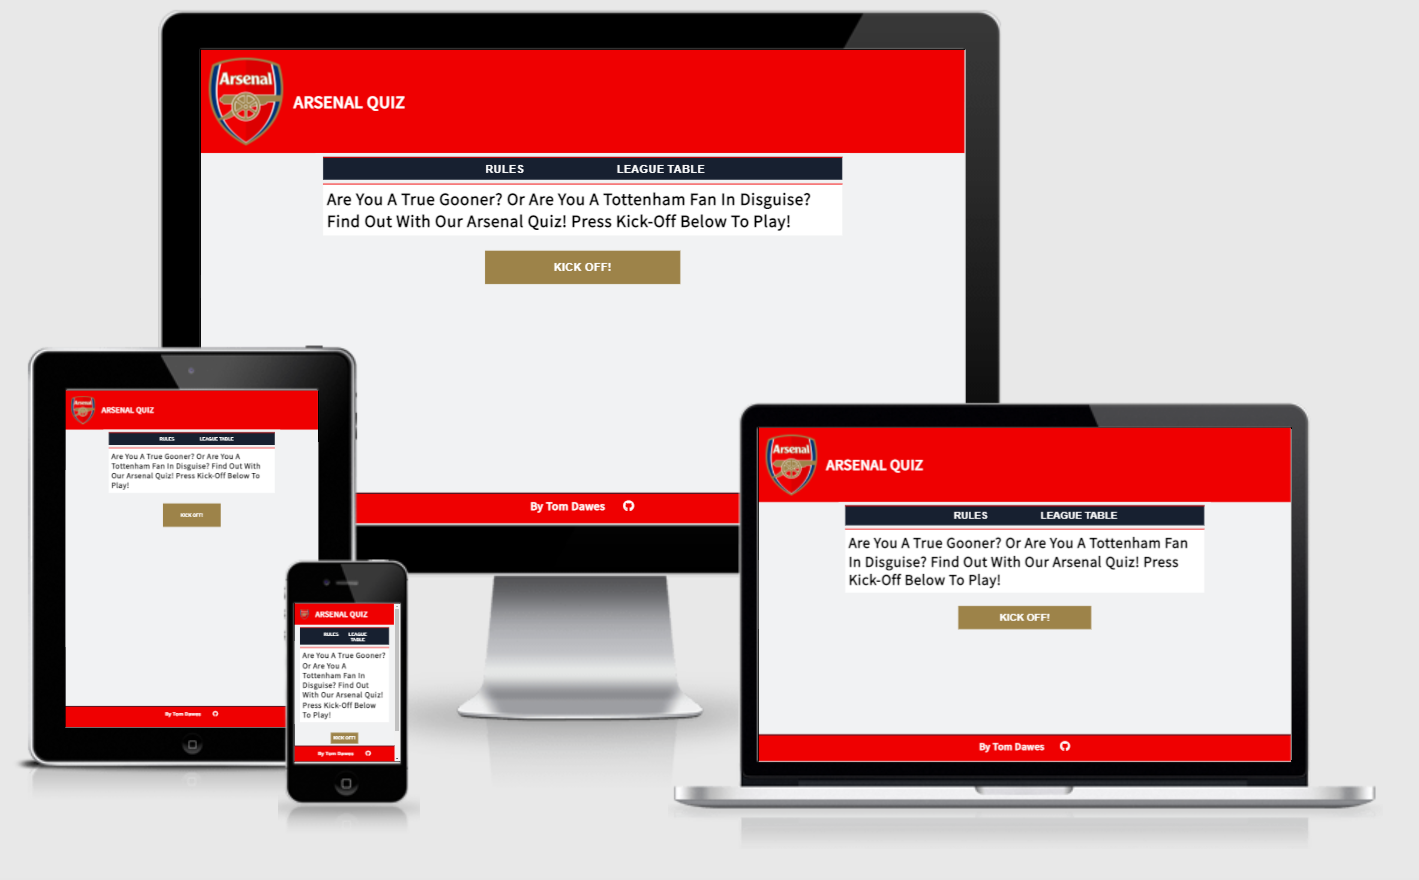 Arsenal
ARSENAL QUIZ
RULES LEAGUE TABLE
Are You A True Gooner? Or Are You A Tottenham Fan In Disguise?
Find Out With Our Arsenal Quiz! Press Kick-Off Below To Play!
KICK OFF!
By Tom Dawes
Arsenal
ARSENAL QUIZ
RULES LEAGUE TABLE
Are You A True Gooner? Or Are You A
Tottenham Fan In Disguise? Find Out With
Our Arsenal Quiz! Press Kick-Off Below To
Play!
KICK OFF!
By Tom Dawes
ARSENAL QUIZ
RULES LEAGUE
TABLE
Are You A True Gooner?
Or Are You A
Tottenham Fan In
Disguise? Find Out
With Our Arsenal Quiz!
Press Kick-Off Below
To Play!
KICK OFF!
By Tom Dawes
Arsenal
ARSENAL QUIZ
RULES LEAGUE TABLE
Are You A True Gooner? Or Are You A Tottenham Fan
In Disguise? Find Out With Our Arsenal Quiz! Press
Kick-Off Below To Play!
KICK OFF!
By Tom Dawes